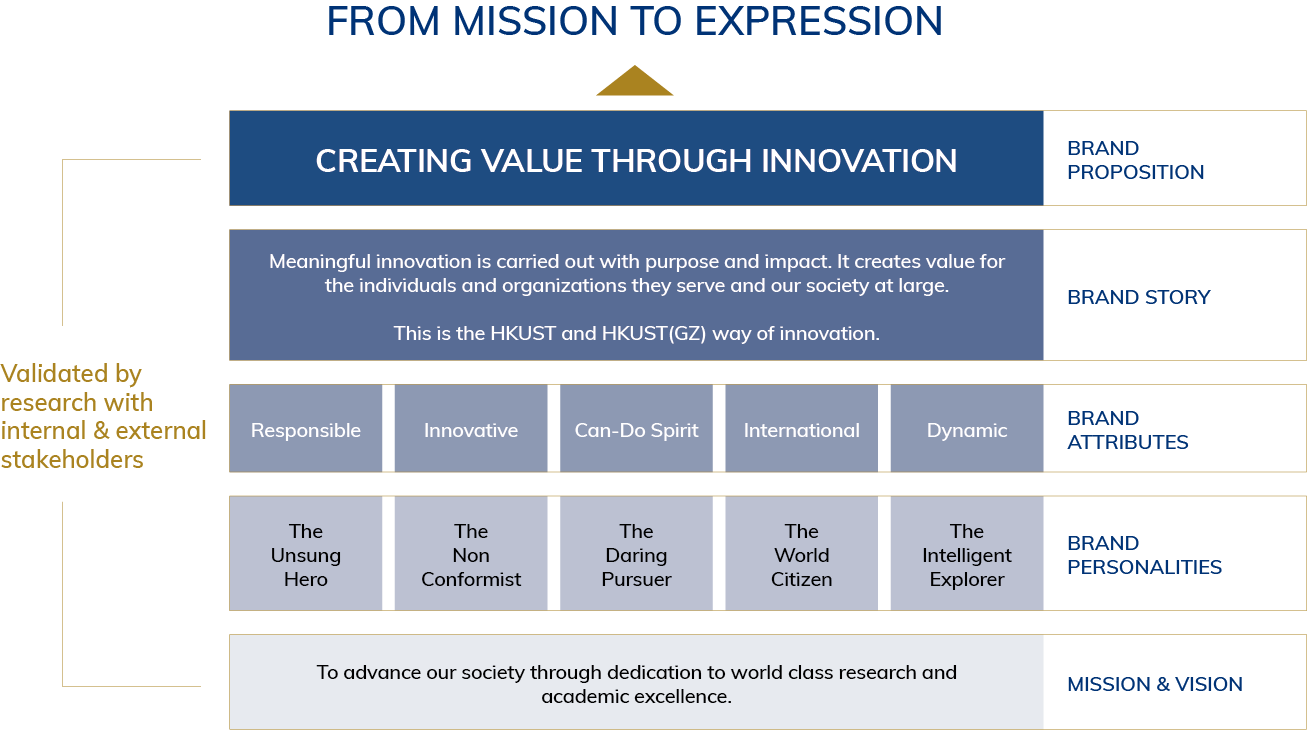 FROM MISSION TO EXPRESSION
CREATING VALUE THROUGH INNOVATION
BRAND
PROPOSITION
Meaningful innovation is carried out with purpose and impact. It creates value for
the individuals and organizations they serve and our society at large.
This is the HKUST and HKUST(GZ) way of innovation.
BRAND STORY
Validated by
research with
internal & external
stakeholders
Responsible
Innovative
Can-Do Spirit
International
Dynamic
BRAND
ATTRIBUTES
The
Unsung
Hero
The
Non
Conformist
The
Daring
Pursuer
The
World
Citizen
The
Intelligent
Explorer
BRAND
PERSONALITIES
To advance our society through dedication to world class research and
academic excellence.
MISSION & VISION